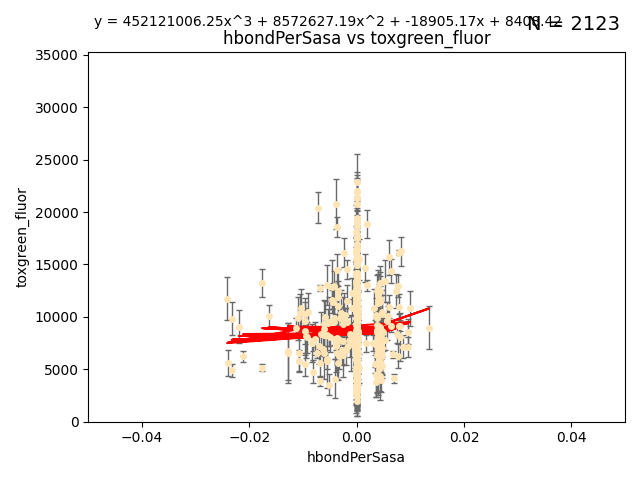 y = 452121006.25x^3 + 8572627.19x^2 + -18905.17x + 8408.42
N = 2123
hbondPerSasa vs toxgreen_fluor
35000
30000
25000
20000
15000
10000
5000
0
toxgreen_fluor
−0.04
−0.02
0.00
0.02
0.04
hbondPerSasa